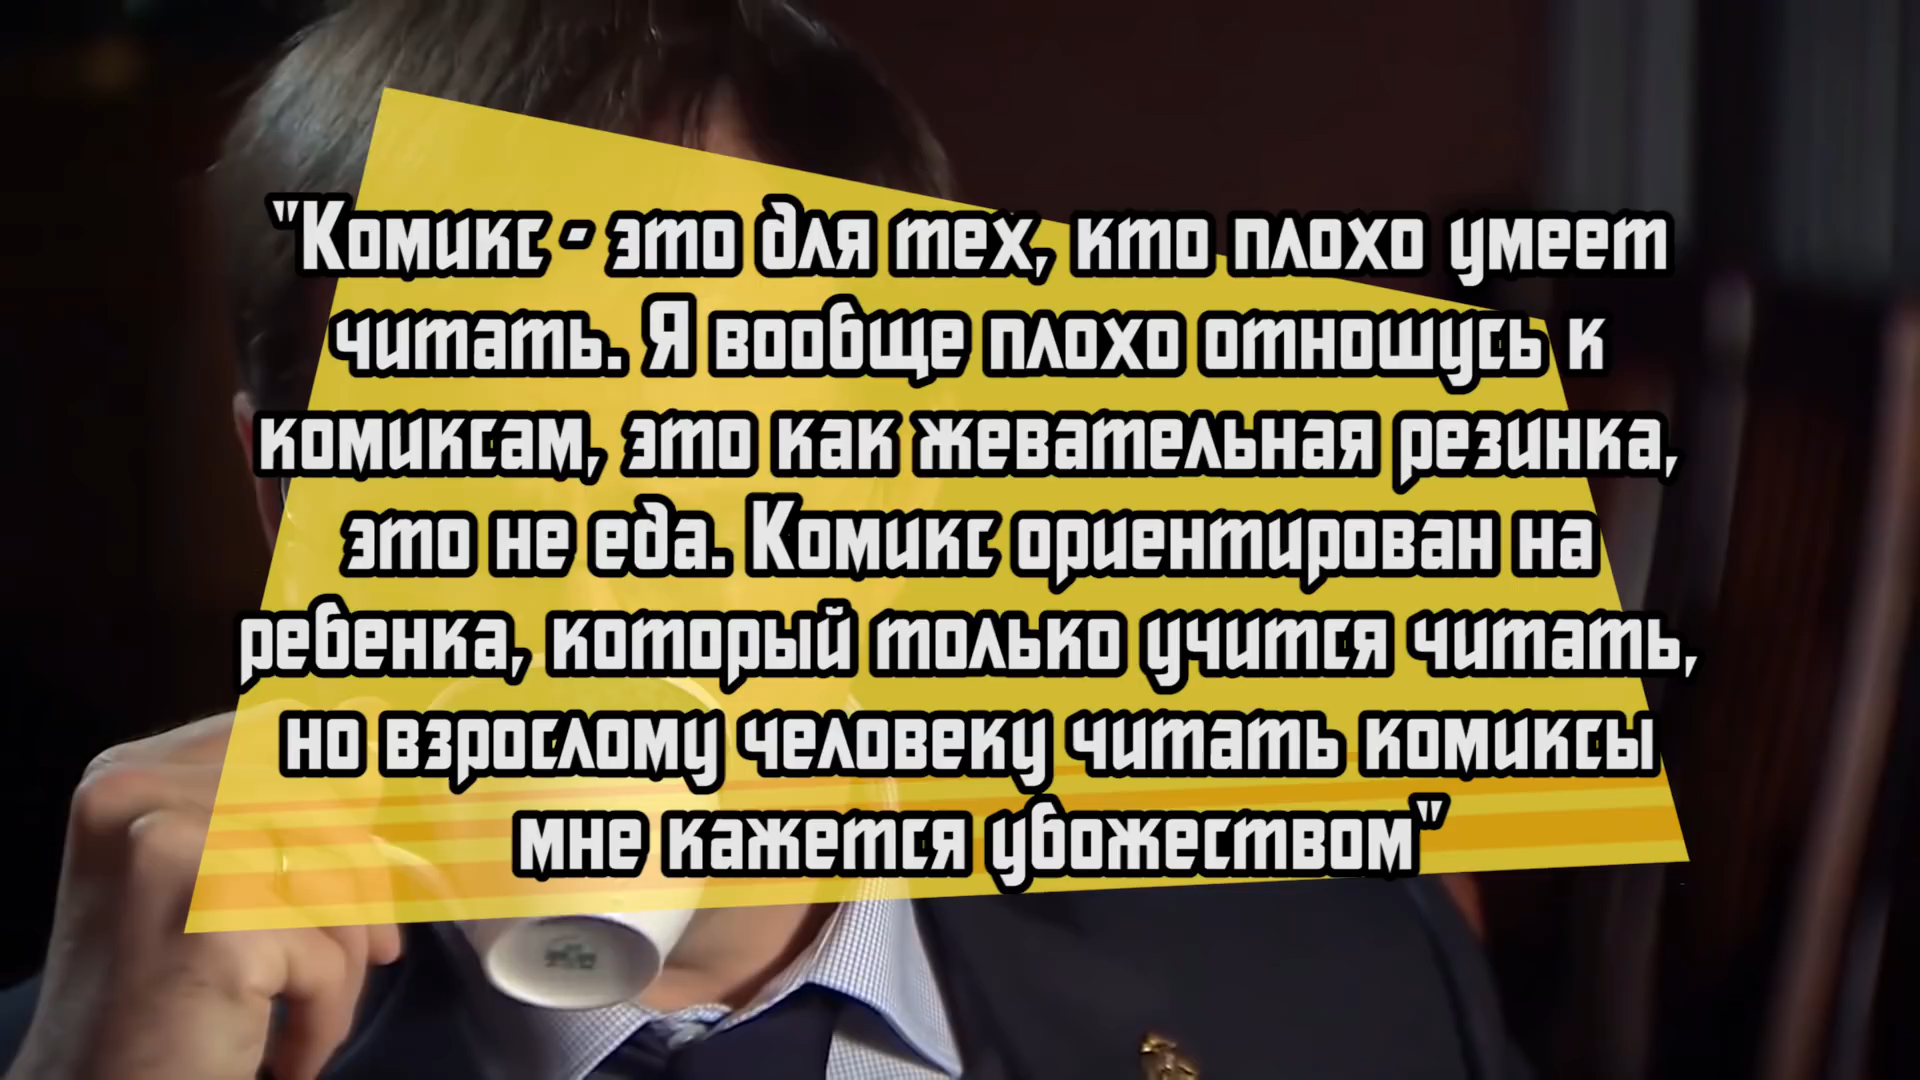 "Комикс - это для тех, кто плохо умеет
читать. Я вообще плохо отношусь к
комиксам, это как жевательная резинка,
это не еда. Комикс ориентирован на
ребенка, который только учится читать,
но взрослому человеку читать комиксы
мне кажется убожеством"